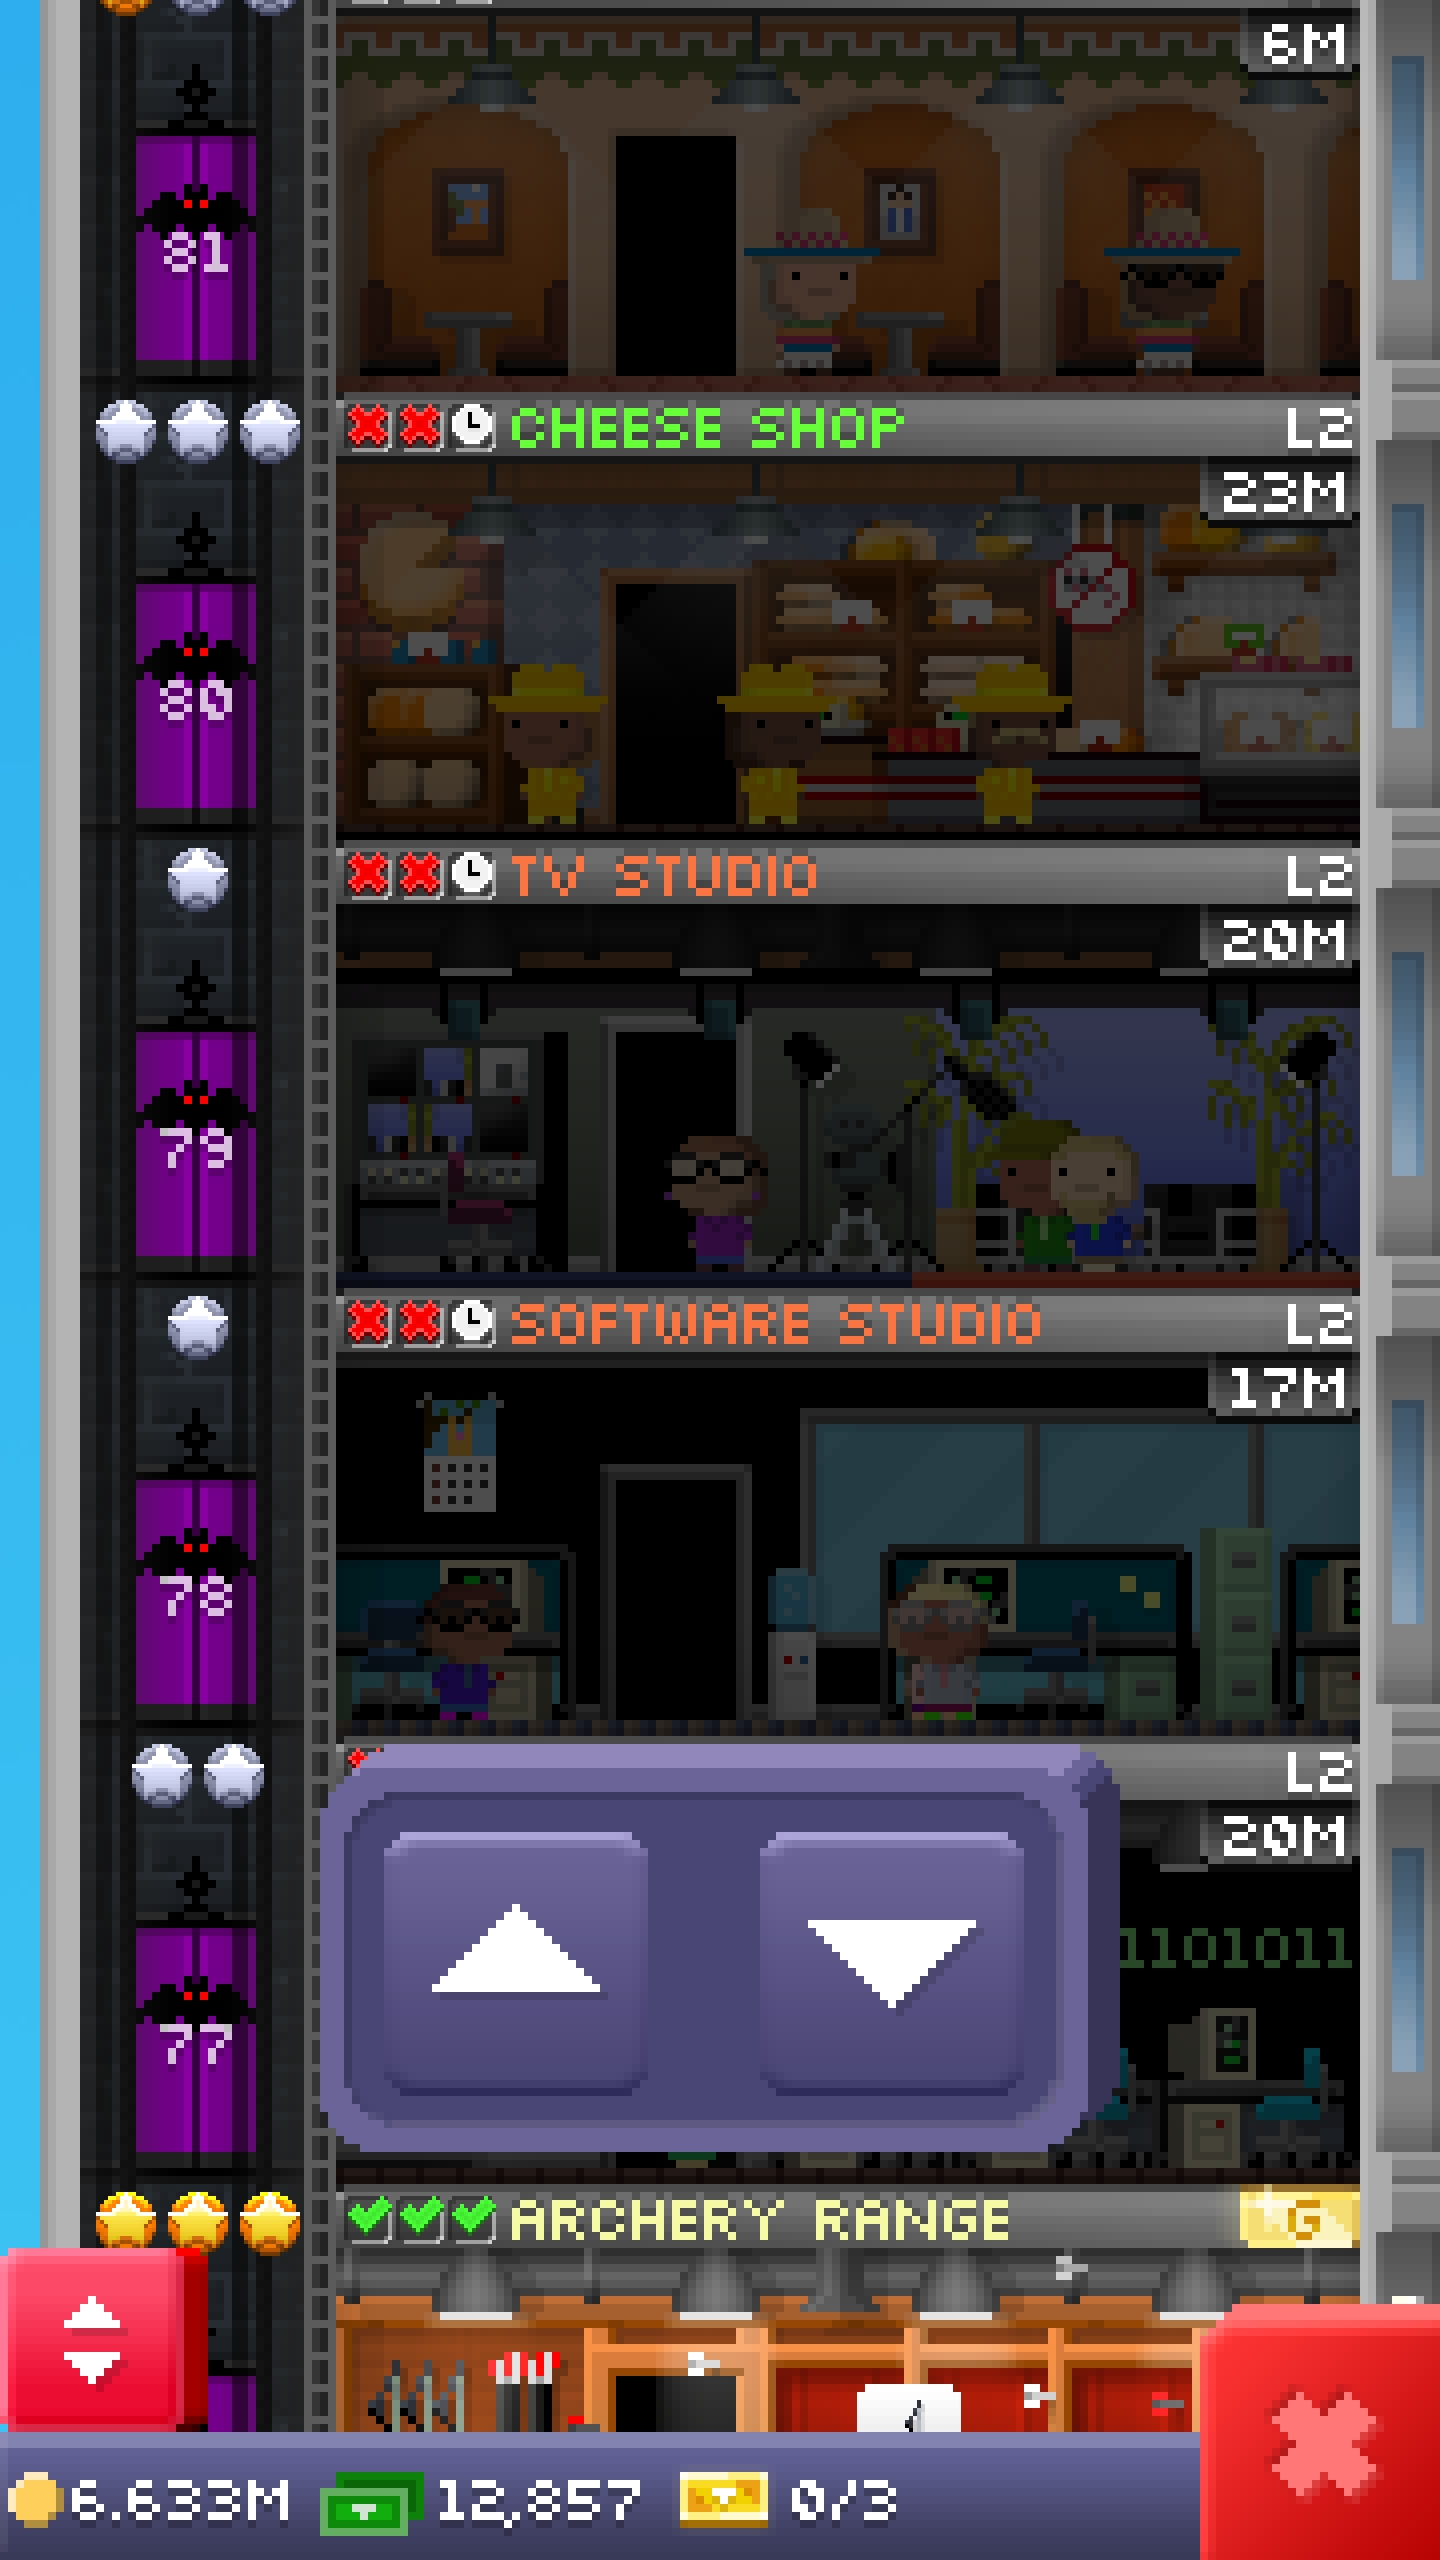 6M
81
CHEESE SHOP L2
23M
80
TV STUDIO L2
20M
79
SOFTWARE STUDIO L2
17M
78
L2
20M
1101011
77
ARCHERY RANGE G
6.633M 12,857 0/3